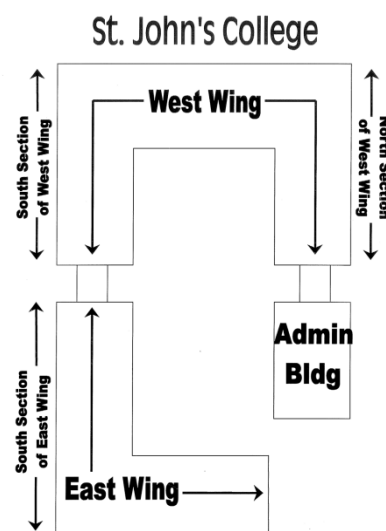 St. John's College
South Section
of West Wing
West Wing
North Section
of West Wing
South Section
of East Wing
Admin
Bldg
East Wing